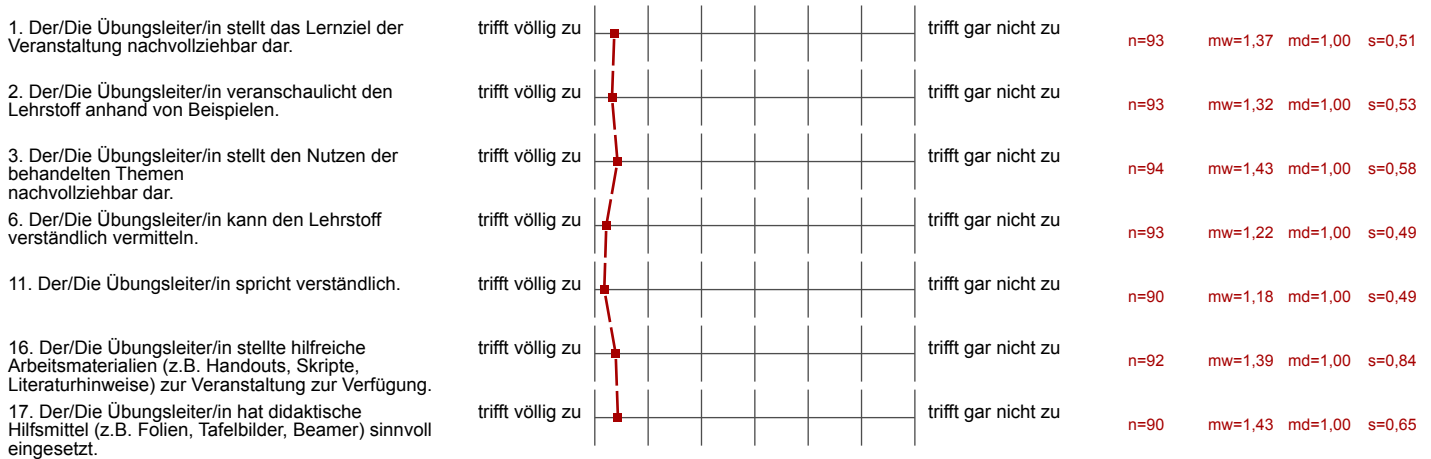 1. Der/Die Übungsleiter/in stellt das Lernziel der
Veranstaltung nachvollziehbar dar.
trifft völlig zu
trifft gar nicht zu
n=93 mw=1,37 md=1,00 s=0,51
2. Der/Die Übungsleiter/in veranschaulicht den
Lehrstoff anhand von Beispielen.
trifft völlig zu
trifft gar nicht zu
n=93 mw=1,32 md=1,00 s=0,53
3. Der/Die Übungsleiter/in stellt den Nutzen der
behandelten Themen
nachvollziehbar dar.
trifft völlig zu
trifft gar nicht zu
n=94 mw=1,43 md=1,00 s=0,58
6. Der/Die Übungsleiter/in kann den Lehrstoff
verständlich vermitteln.
trifft völlig zu
trifft gar nicht zu
n=93 mw=1,22 md=1,00 s=0,49
11. Der/Die Übungsleiter/in spricht verständlich.
trifft völlig zu
trifft gar nicht zu
n=90 mw=1,18 md=1,00 s=0,49
16. Der/Die Übungsleiter/in stellte hilfreiche
Arbeitsmaterialien (z.B. Handouts, Skripte,
Literaturhinweise) zur Veranstaltung zur Verfügung.
trifft völlig zu
trifft gar nicht zu
n=92 mw=1,39 md=1,00 s=0,84
17. Der/Die Übungsleiter/in hat didaktische
Hilfsmittel (z.B. Folien, Tafelbilder, Beamer) sinnvoll
eingesetzt.
trifft völlig zu
trifft gar nicht zu
n=90 mw=1,43 md=1,00 s=0,65